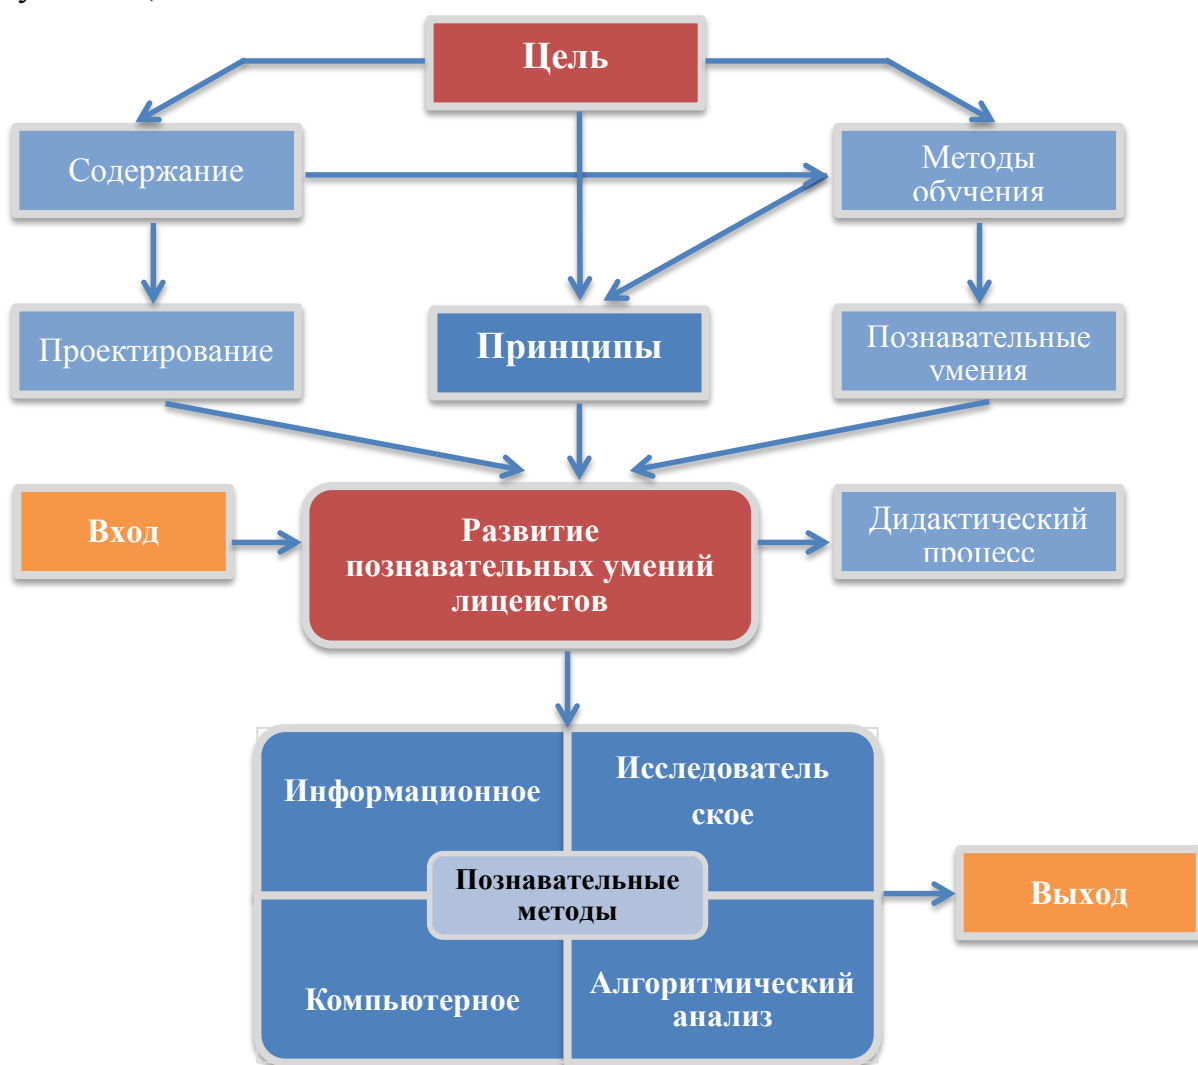 Цель
Содержание
Методы
обучения
Проектирование
Принципы
Познавательные
умения
Вход
Развитие
познавательных умений
лицеистов
Дидактический
процесс
Информационное
Исследователь
ское
Познавательные
методы
Выход
Компьютерное
Алгоритмический
анализ